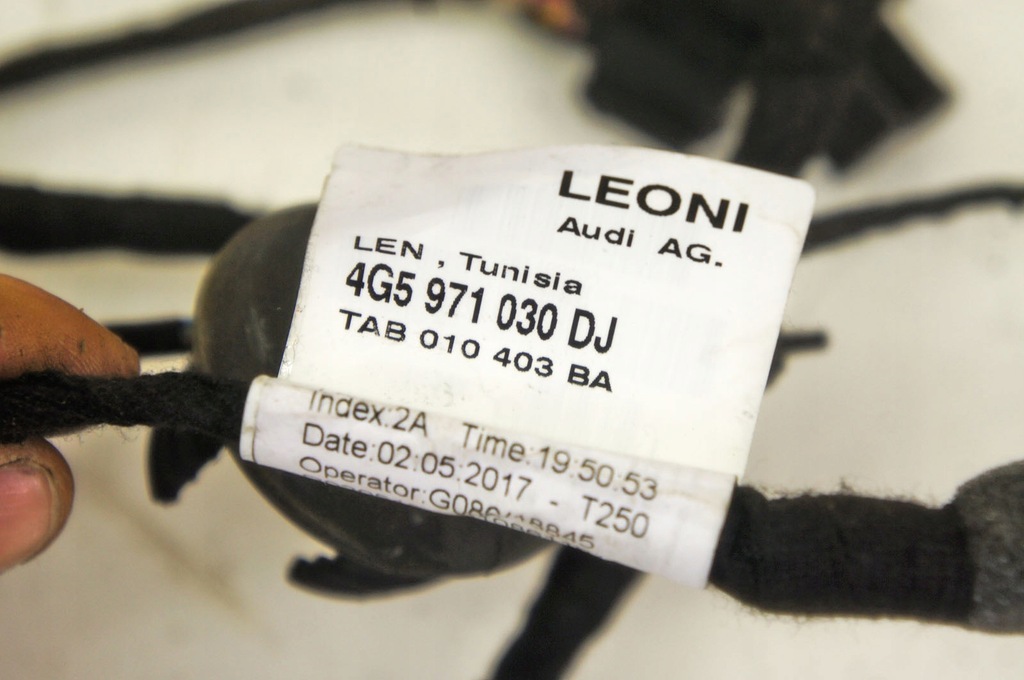 LEONI
Audi AG.
LEN , Tunisia
4G5 971 030 DJ
TAB 010 403 BA
Index:2A Time:19:50:53
Date:02.05.2017 - T250